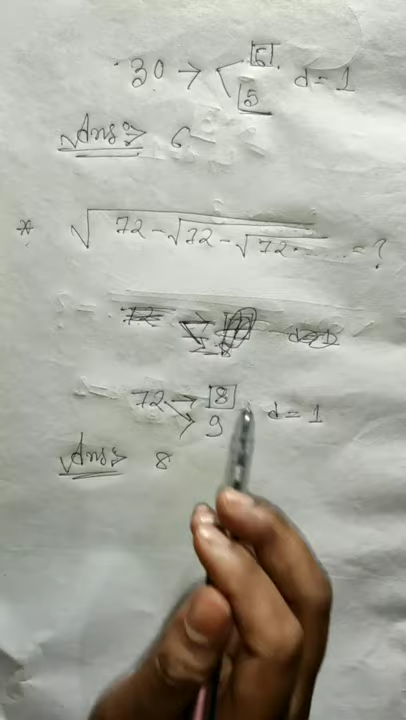 30 → < 6 d = 1
5
Ans :> 6
* √72 - √72 - √72 - ..... = ?
72 → 8 d = 1
9
Ans :> 8